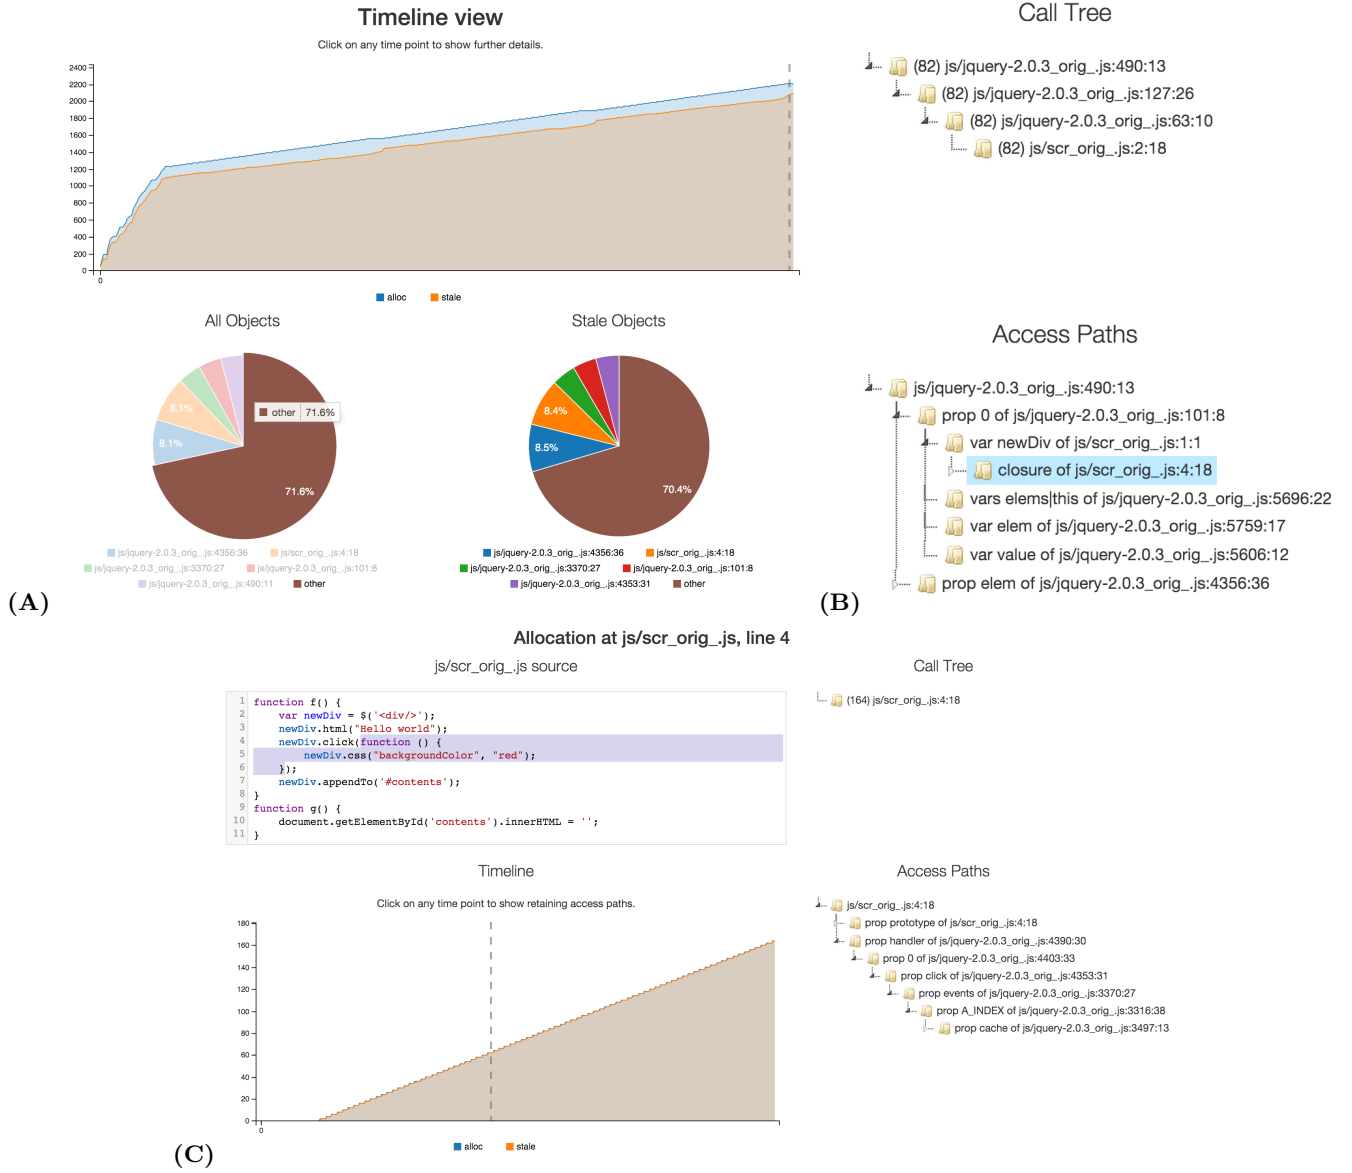 Timeline view
Click on any time point to show further details.
2400
2200
2000
1800
1600
1400
1200
1000
800
600
400
200
0
0
alloc stale
All Objects
8.1%
8.1%
other 71.6%
71.6%
js/jquery-2.0.3_orig_.js:4356:36 js/scr_orig_.js:4:18
js/jquery-2.0.3_orig_.js:3370:27 js/jquery-2.0.3_orig_.js:101:8
js/jquery-2.0.3_orig_.js:490:11 other
Stale Objects
8.4%
8.5%
70.4%
js/jquery-2.0.3_orig_.js:4356:36 js/scr_orig_.js:4:18
js/jquery-2.0.3_orig_.js:3370:27 js/jquery-2.0.3_orig_.js:101:8
js/jquery-2.0.3_orig_.js:4353:31 other
(A)
Call Tree
(82) js/jquery-2.0.3_orig_.js:490:13
(82) js/jquery-2.0.3_orig_.js:127:26
(82) js/jquery-2.0.3_orig_.js:63:10
(82) js/scr_orig_.js:2:18
Access Paths
js/jquery-2.0.3_orig_.js:490:13
prop 0 of js/jquery-2.0.3_orig_.js:101:8
var newDiv of js/scr_orig_.js:1:1
closure of js/scr_orig_.js:4:18
vars elems|this of js/jquery-2.0.3_orig_.js:5696:22
var elem of js/jquery-2.0.3_orig_.js:5759:17
var value of js/jquery-2.0.3_orig_.js:5606:12
prop elem of js/jquery-2.0.3_orig_.js:4356:36
(B)
Allocation at js/scr_orig_.js, line 4
js/scr_orig_.js source
1 function f() {
2 var newDiv = $('<div/>');
3 newDiv.html("Hello world");
4 newDiv.click(function () {
5 newDiv.css("backgroundColor", "red");
6 });
7 newDiv.appendTo('#contents');
8 }
9 function g() {
10 document.getElementById('contents').innerHTML = '';
11 }
Call Tree
(164) js/scr_orig_.js:4:18
Timeline
Click on any time point to show retaining access paths.
180
160
140
120
100
80
60
40
20
0
0
alloc stale
Access Paths
js/scr_orig_.js:4:18
prop prototype of js/scr_orig_.js:4:18
prop handler of js/jquery-2.0.3_orig_.js:4390:30
prop 0 of js/jquery-2.0.3_orig_.js:4403:33
prop click of js/jquery-2.0.3_orig_.js:4353:31
prop events of js/jquery-2.0.3_orig_.js:3370:27
prop A_INDEX of js/jquery-2.0.3_orig_.js:3316:38
prop cache of js/jquery-2.0.3_orig_.js:3497:13
(C)